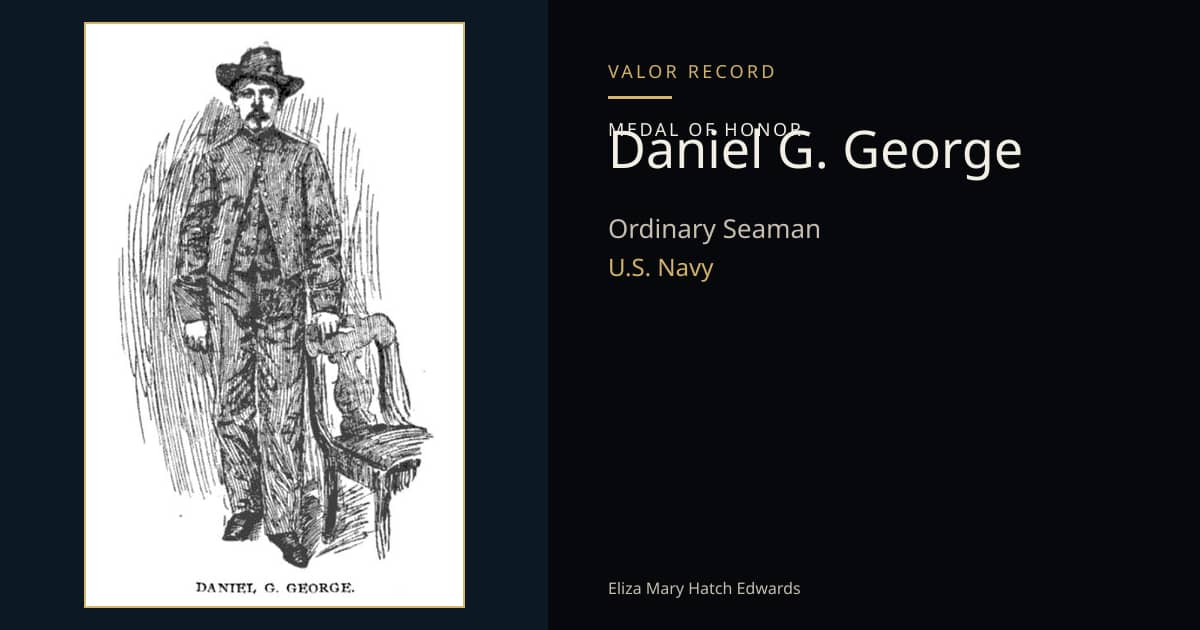 DANIEL G. GEORGE.
VALOR RECORD
MEDAL OF HONOR
Daniel G. George
Ordinary Seaman
U.S. Navy
Eliza Mary Hatch Edwards